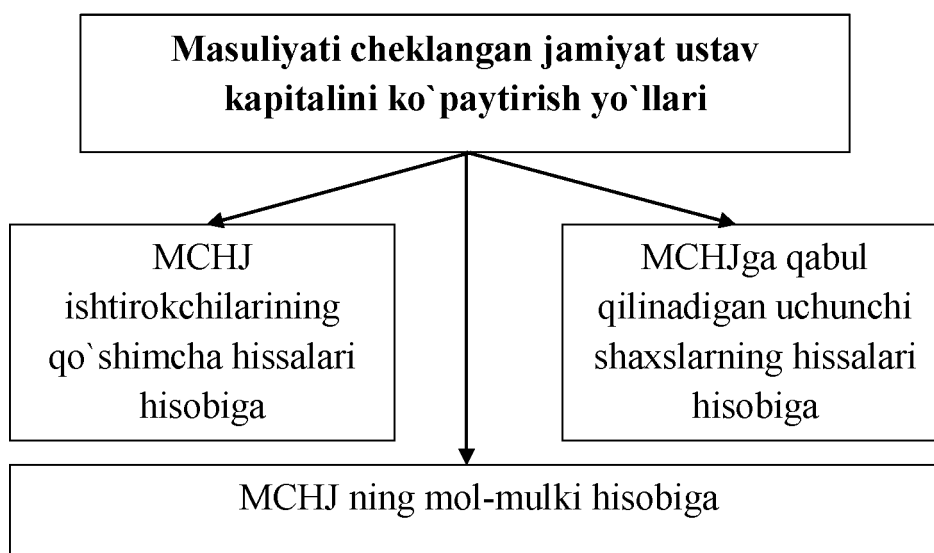 Masuliyati cheklangan jamiyat ustav
kapitalini ko`paytirish yo`llari
MCHJ
ishtirokchilarining
qo`shimcha hissalari
hisobiga
MCHJga qabul
qilinadigan uchunchi
shaxslarning hissalari
hisobiga
MCHJ ning mol-mulki hisobiga